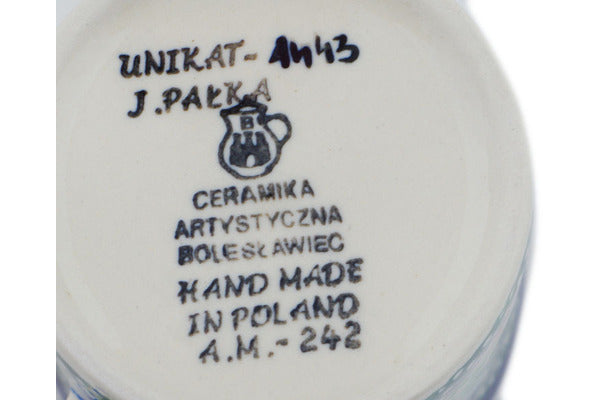 UNIKAT- 1443
J. PAŁKA
B
CERAMIKA
ARTYSTYCZNA
BOLESŁAWIEC
HAND MADE
IN POLAND
A.M.- 242